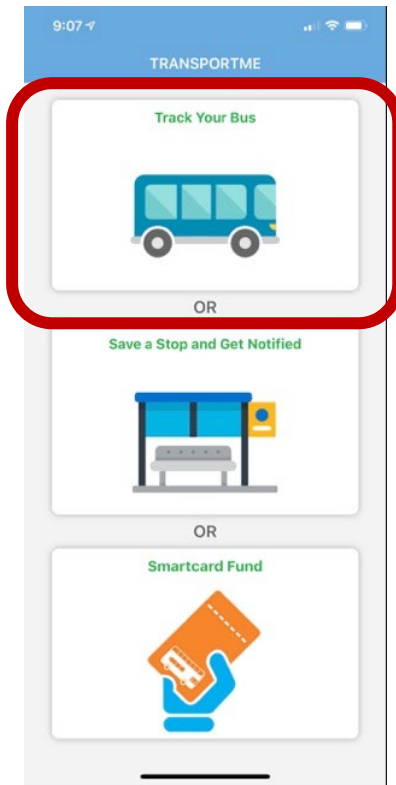 9:07
TRANSPORTME
Track Your Bus
OR
Save a Stop and Get Notified
OR
Smartcard Fund